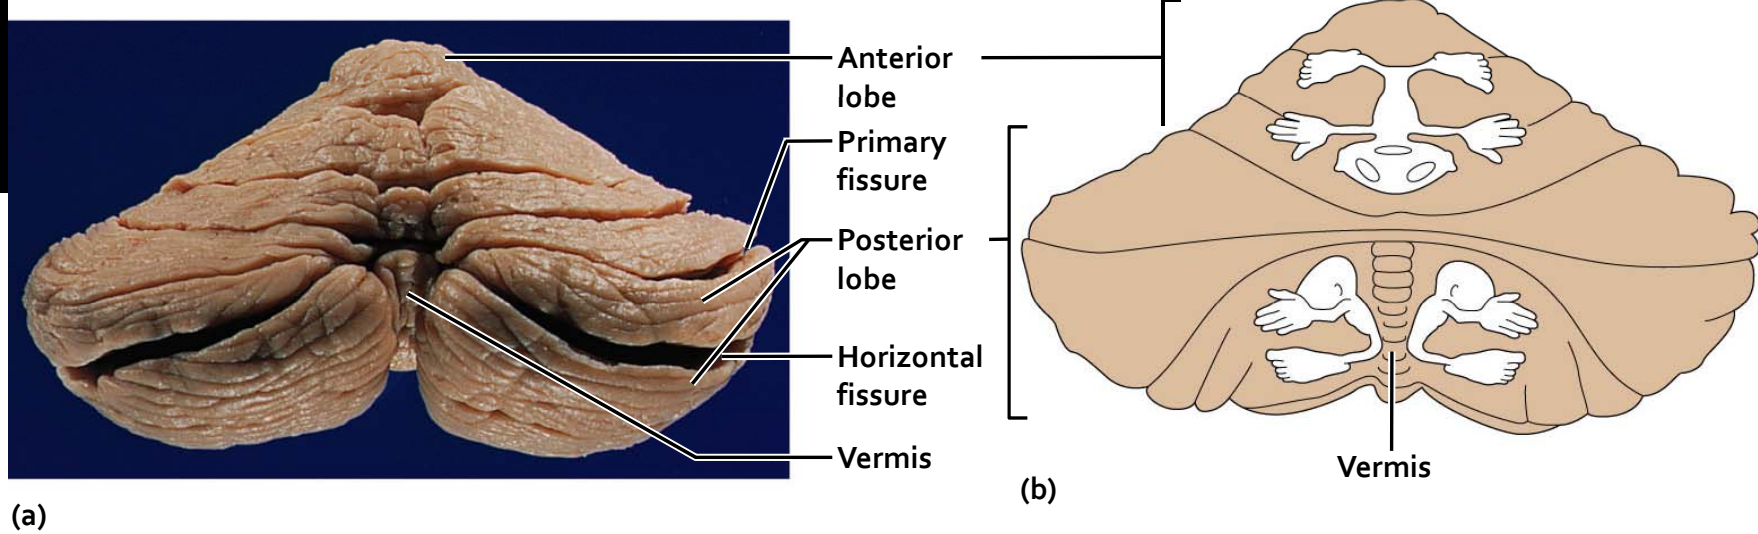 Anterior
lobe
Primary
fissure
Posterior
lobe
Horizontal
fissure
Vermis
Vermis
(a)
(b)